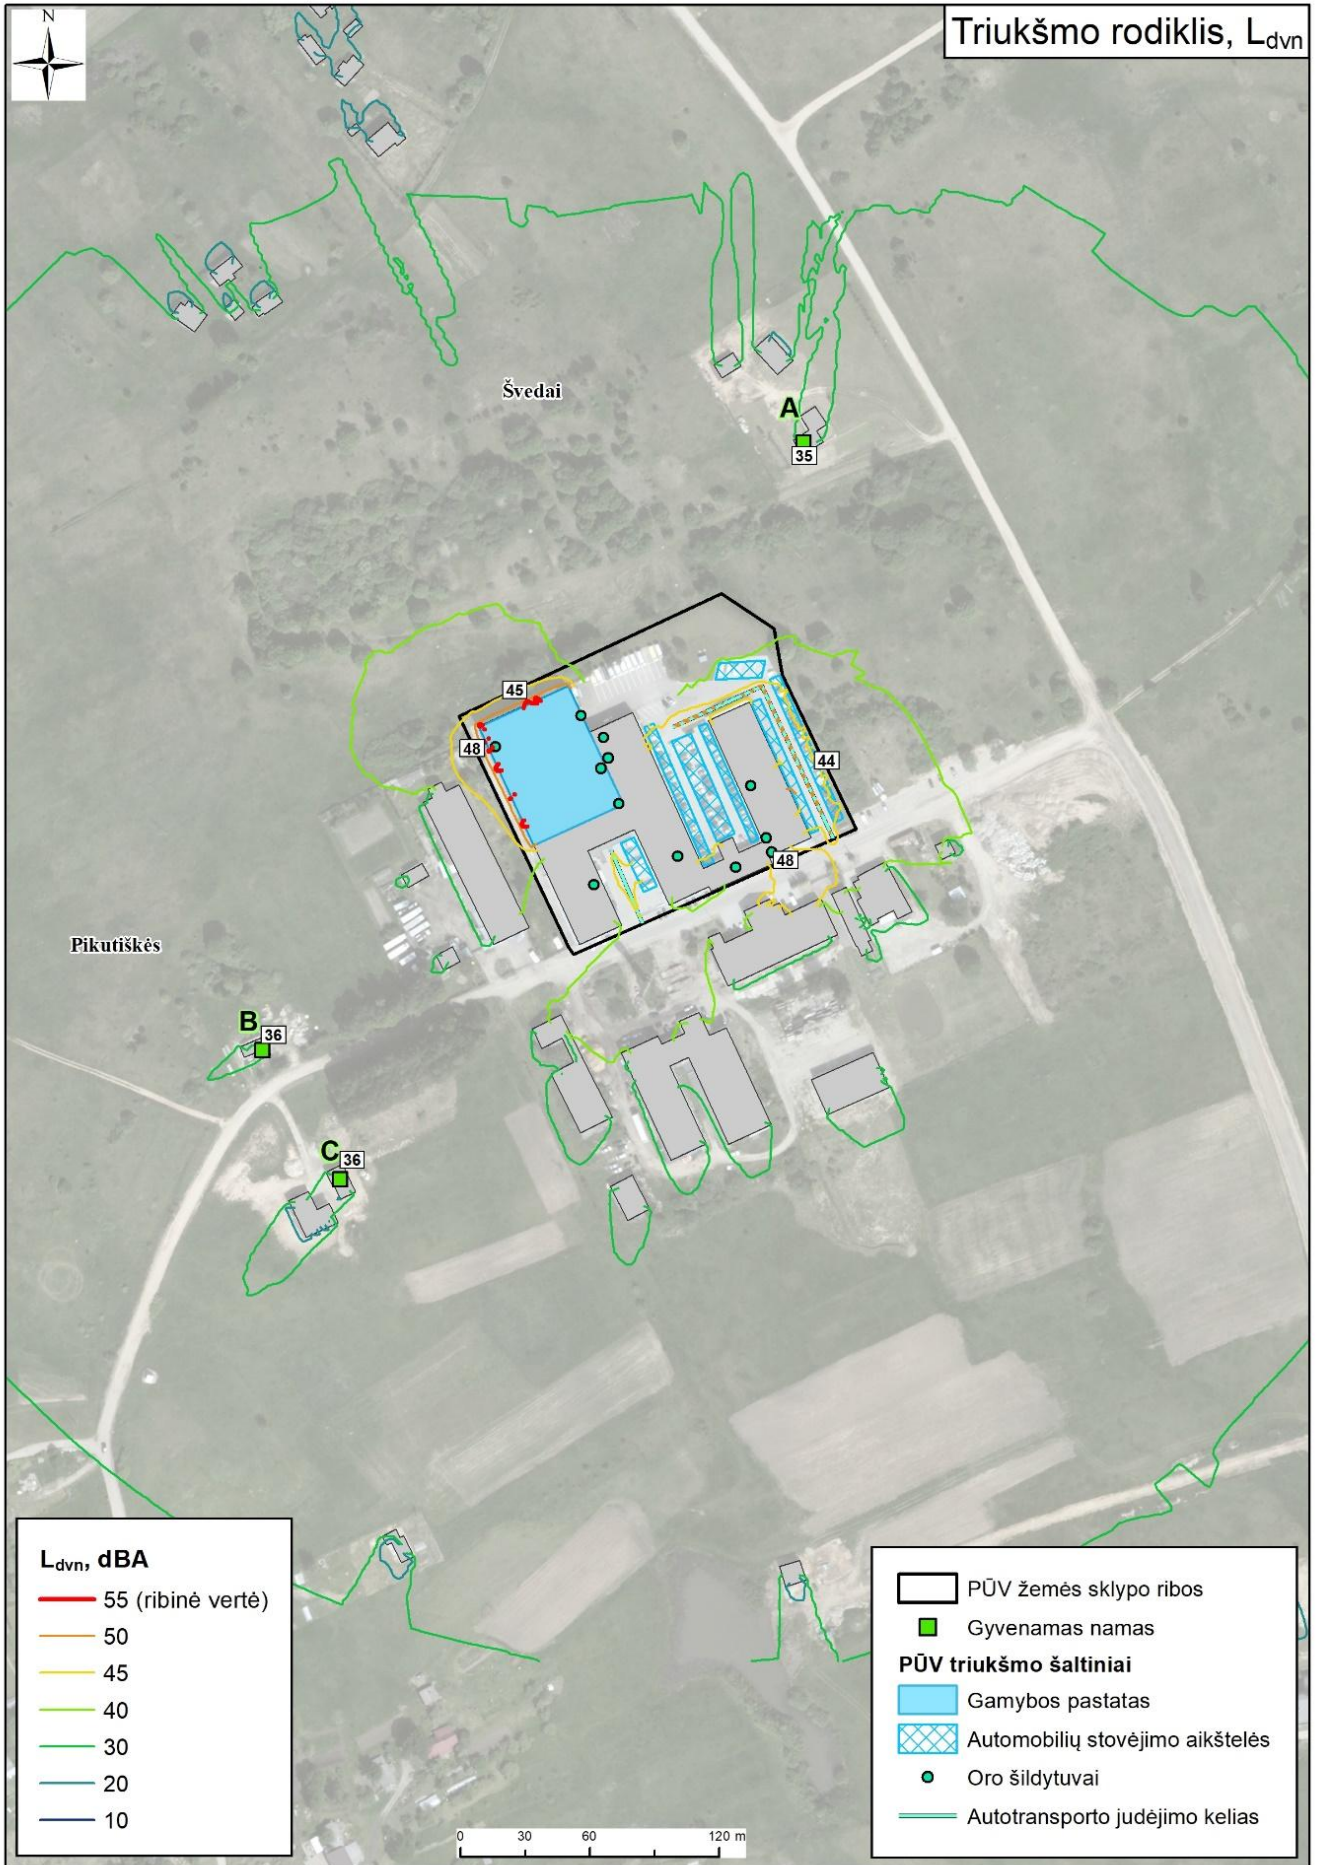 N
Triukšmo rodiklis, Ldvn
Švedai
A
35
45
48
44
48
Pikutiškės
B
36
C
36
Ldvn, dBA
55 (ribinė vertė)
50
45
40
30
20
10
0 30 60 120 m
PŪV žemės sklypo ribos
Gyvenamas namas
PŪV triukšmo šaltiniai
Gamybos pastatas
Automobilių stovėjimo aikštelės
Oro šildytuvai
Autotransporto judėjimo kelias